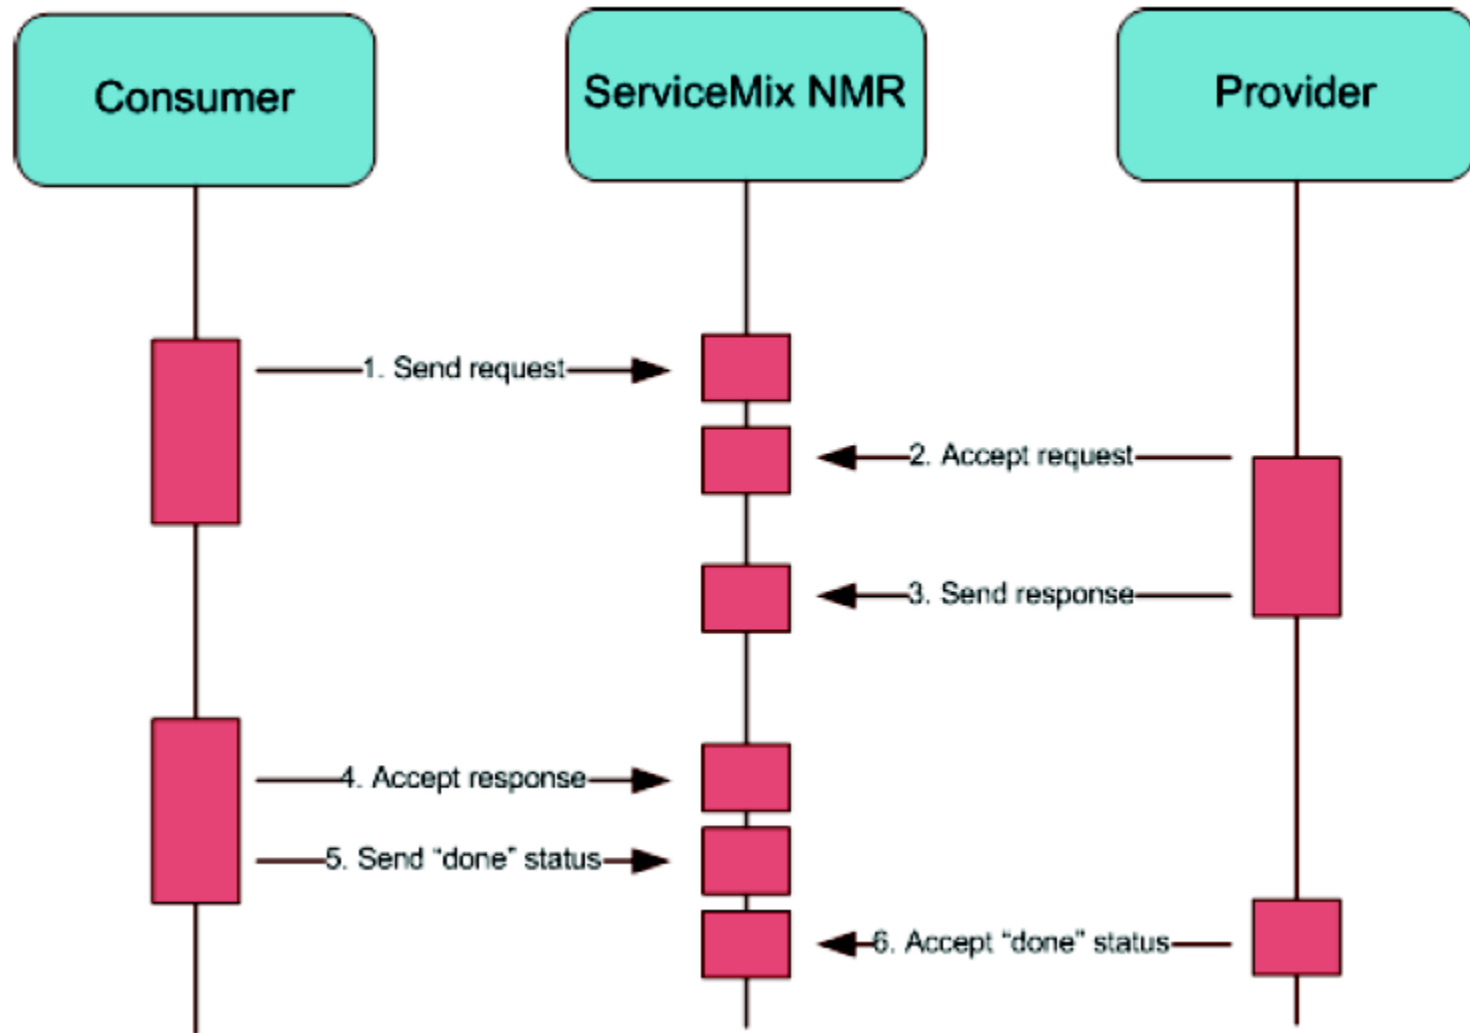 Consumer
ServiceMix NMR
Provider
1. Send request
2. Accept request
3. Send response
4. Accept response
5. Send “done” status
6. Accept “done” status